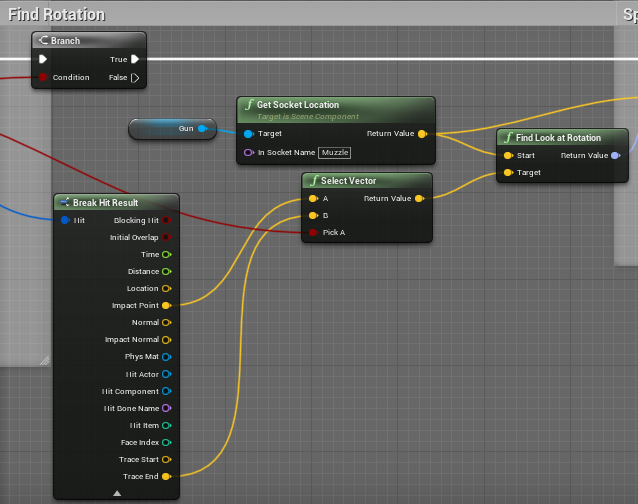 Find Rotation
Sp
Branch
True
Condition
False
Gun
Get Socket Location
Target is Scene Component
Target
Return Value
In Socket Name
Muzzle
Find Look at Rotation
Start
Return Value
Target
Select Vector
A
Return Value
B
Pick A
Break Hit Result
Hit
Blocking Hit
Initial Overlap
Time
Distance
Location
Impact Point
Normal
Impact Normal
Phys Mat
Hit Actor
Hit Component
Hit Bone Name
Hit Item
Face Index
Trace Start
Trace End